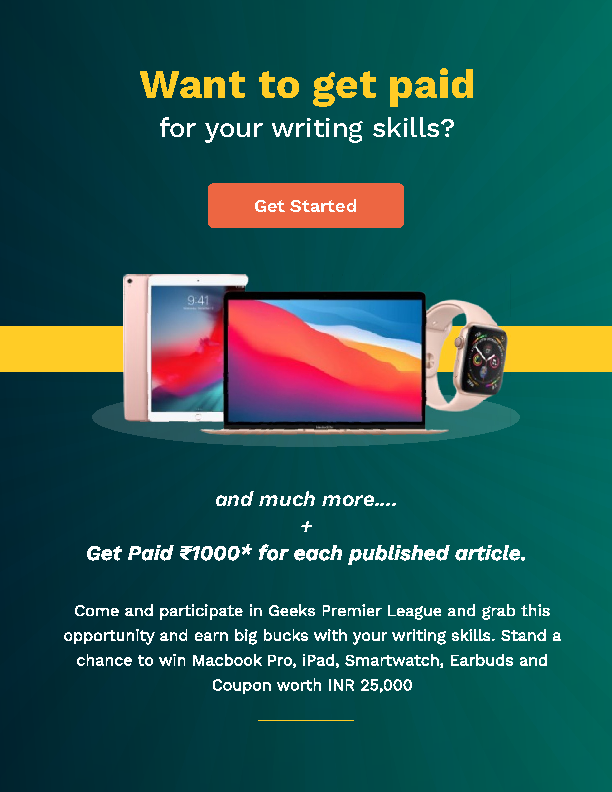 Want to get paid
for your writing skills?
Get Started
9:41
and much more....
+
Get Paid ₹1000* for each published article.
Come and participate in Geeks Premier League and grab this
opportunity and earn big bucks with your writing skills. Stand a
chance to win Macbook Pro, iPad, Smartwatch, Earbuds and
Coupon worth INR 25,000